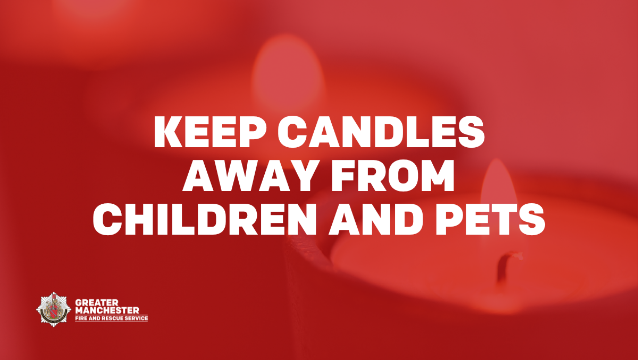 KEEP CANDLES
AWAY FROM
CHILDREN AND PETS
GREATER
MANCHESTER
FIRE AND RESCUE SERVICE